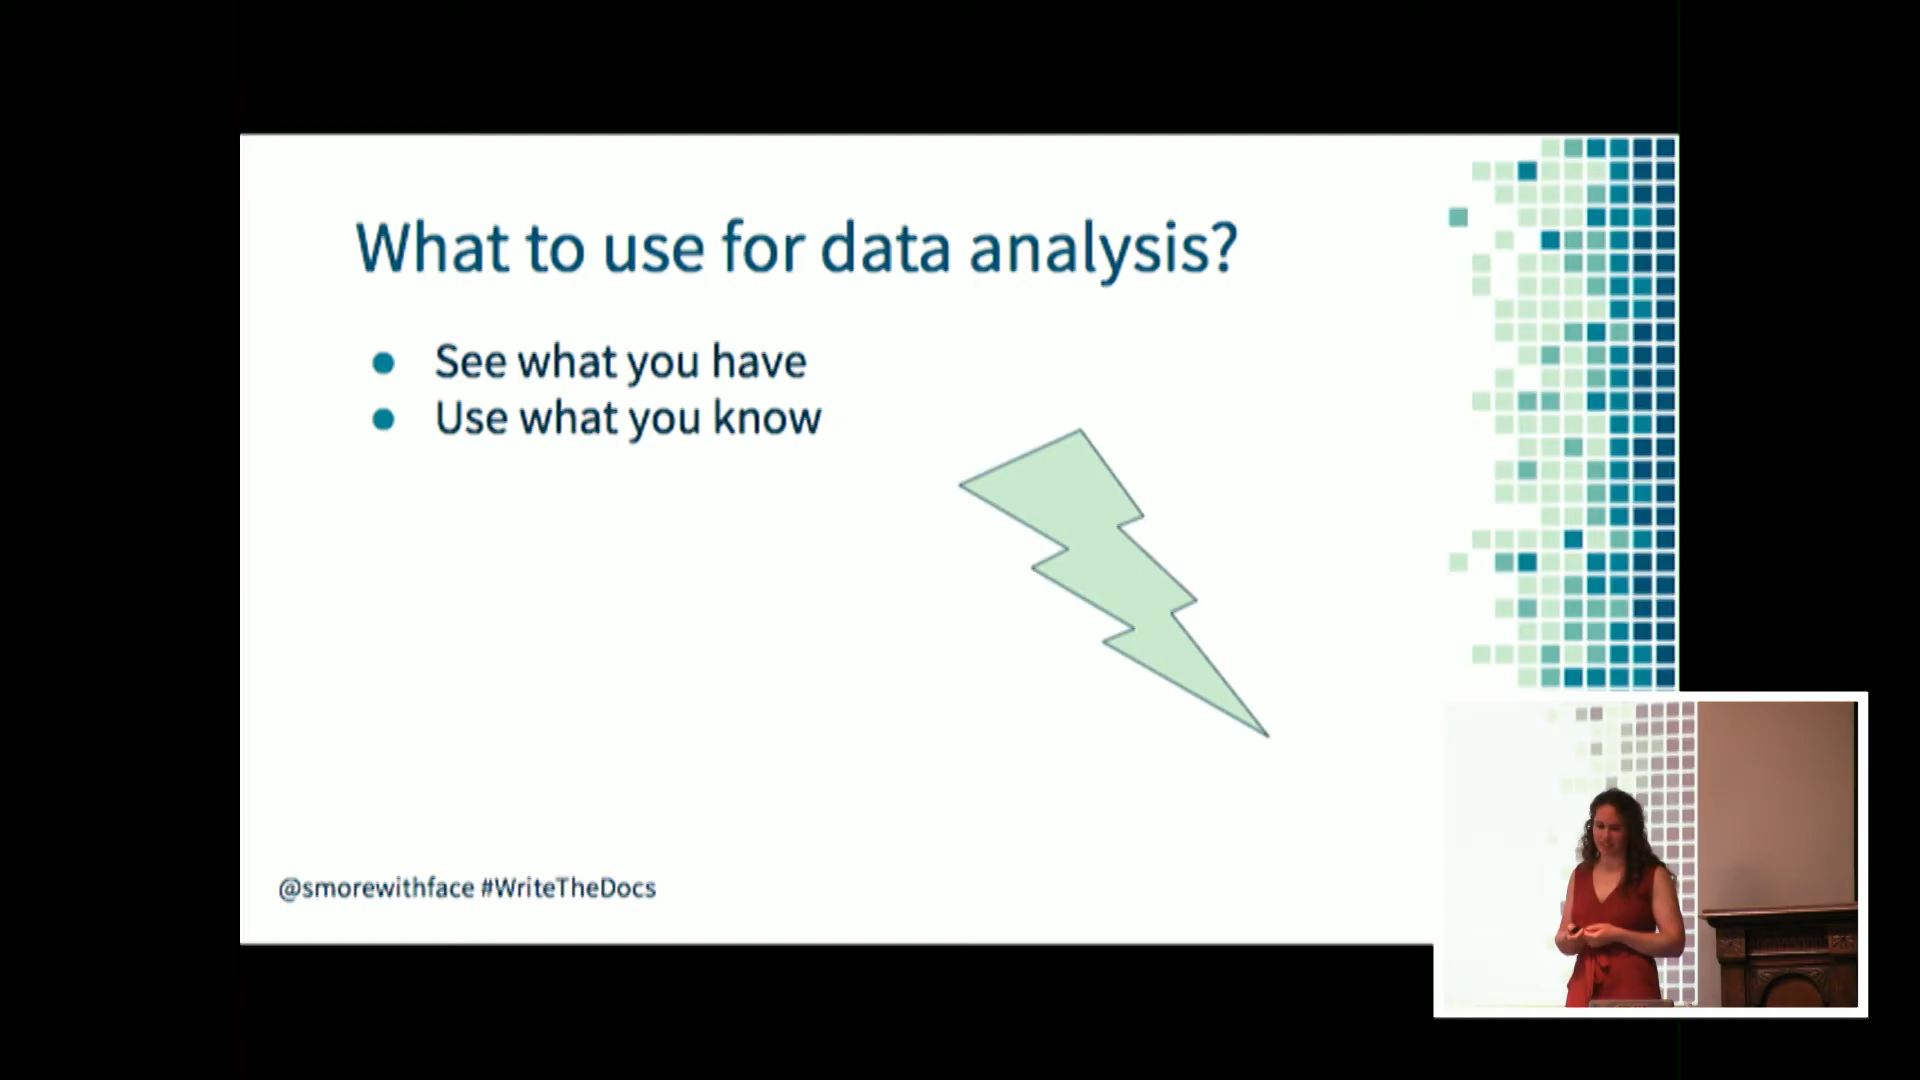 What to use for data analysis?
See what you have
Use what you know
@smorewithface #WriteTheDocs